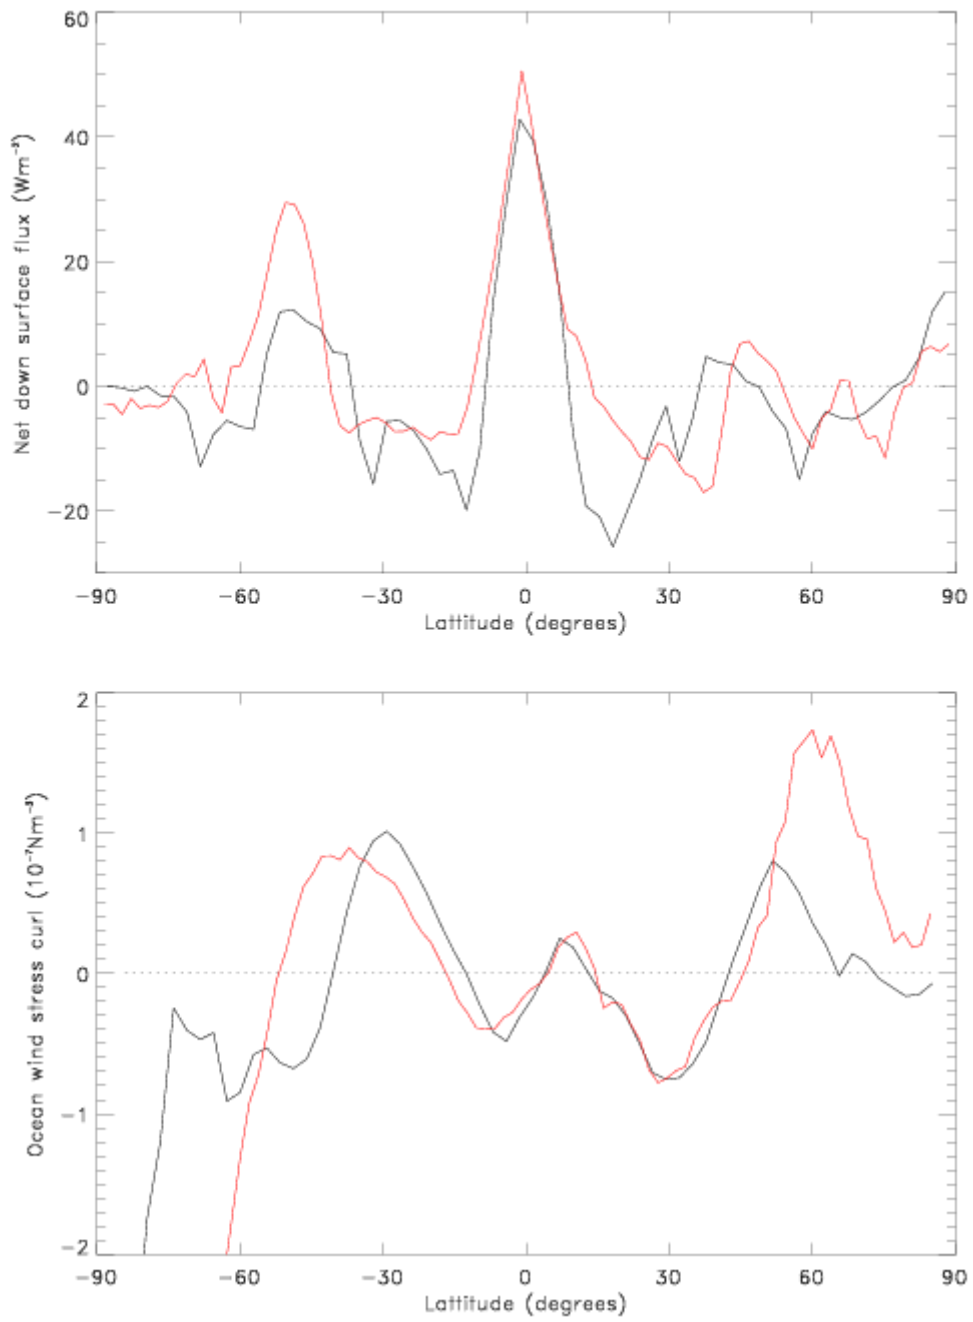 60
40
20
0
−20
Net down surface flux (Wm⁻²)
−90 −60 −30 0 30 60 90
Lattitude (degrees)
2
1
0
−1
−2
Ocean wind stress curl (10⁻⁷Nm⁻³)
−90 −60 −30 0 30 60 90
Lattitude (degrees)